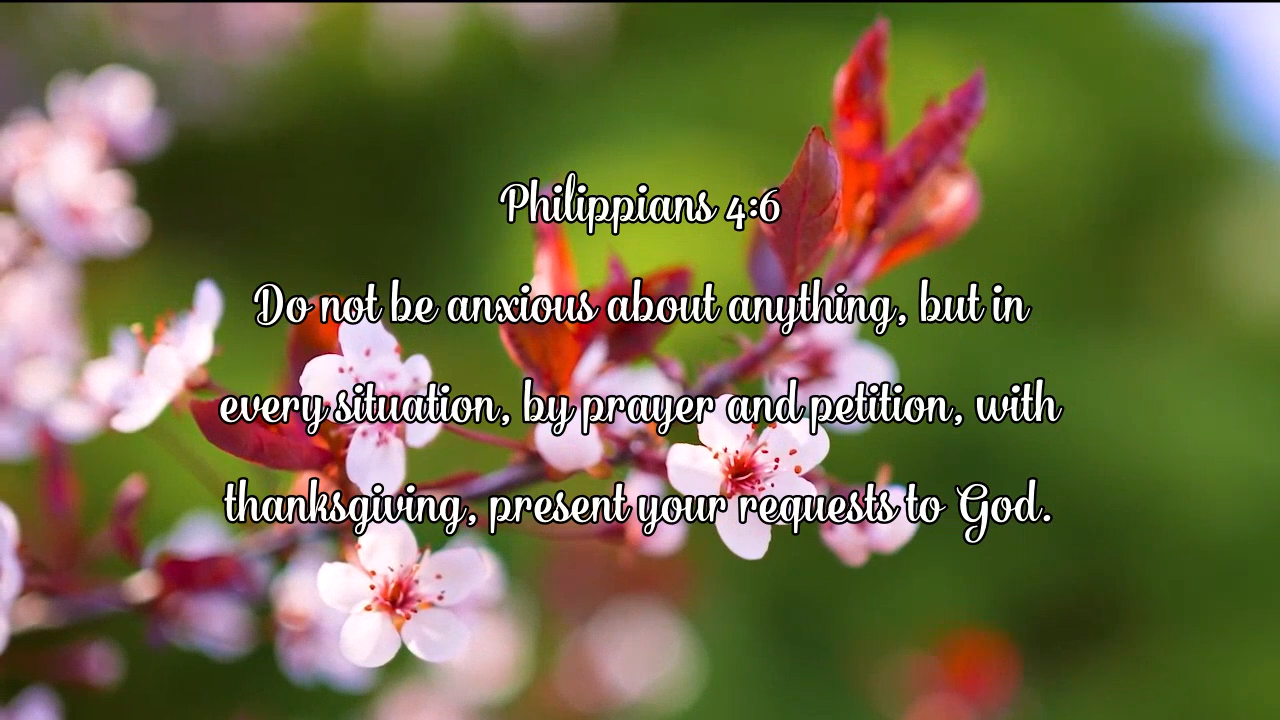 Philippians 4:6
Do not be anxious about anything, but in
every situation, by prayer and petition, with
thanksgiving, present your requests to God.